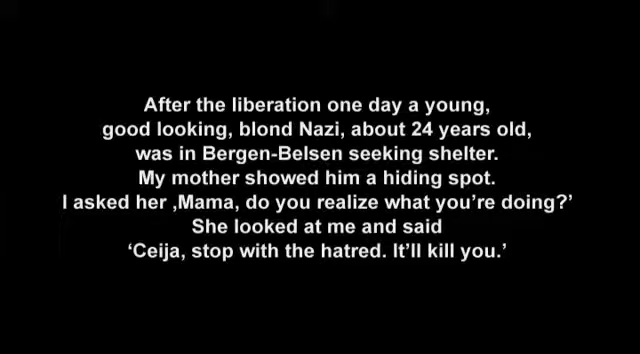 After the liberation one day a young,
good looking, blond Nazi, about 24 years old,
was in Bergen-Belsen seeking shelter.
My mother showed him a hiding spot.
I asked her ‚Mama, do you realize what you’re doing?’
She looked at me and said
‘Ceija, stop with the hatred. It’ll kill you.’